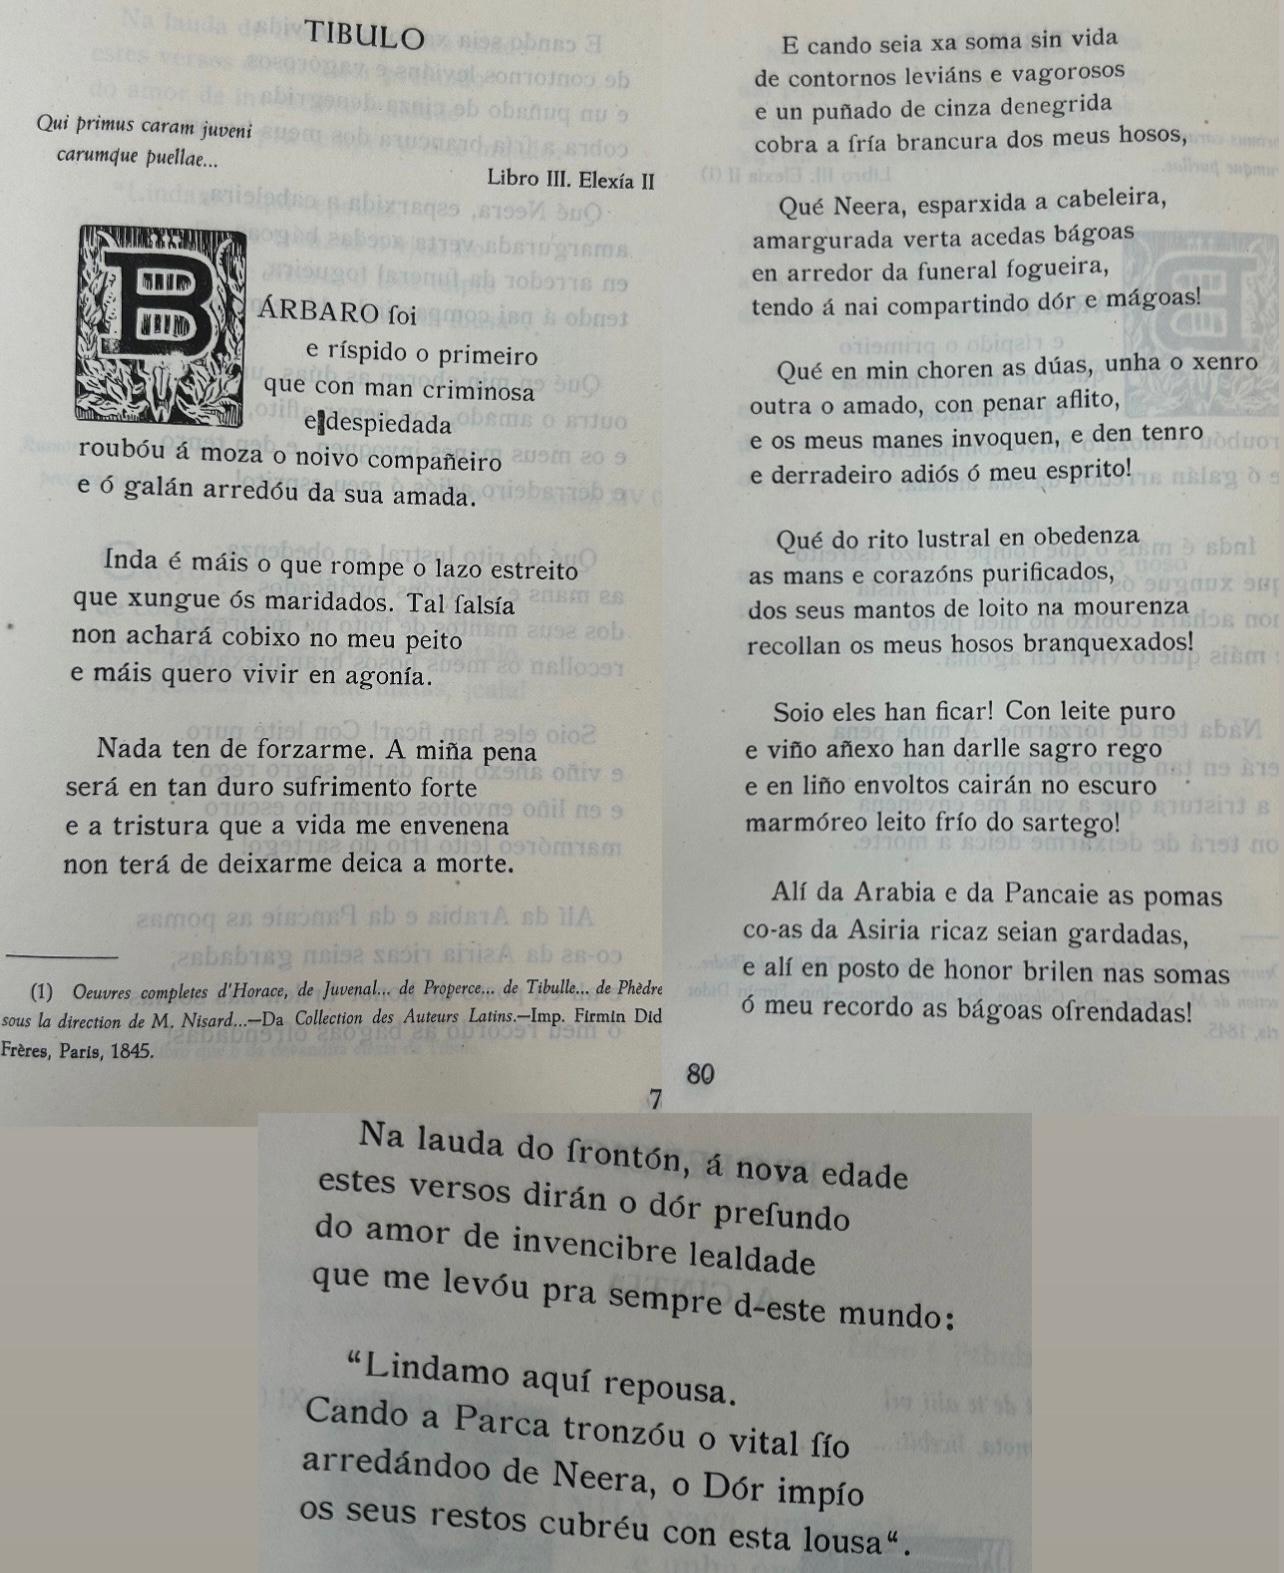 TIBULO
Qui primus caram juveni
carumque puellae...
Libro III. Elexía II
BÁRBARO foi
e ríspido o primeiro
que con man criminosa
e despiedada
roubóu á moza o noivo compañeiro
e ó galán arredóu da sua amada.
Inda é máis o que rompe o lazo estreito
que xungue ós maridados. Tal falsía
non achará cobixo no meu peito
e máis quero vivir en agonía.
Nada ten de forzarme. A miña pena
será en tan duro sufrimento forte
e a tristura que a vida me envenena
non terá de deixarme deica a morte.
(1) Oeuvres completes d'Horace, de Juvenal... de Properce... de Tibulle... de Phèdre
sous la direction de M. Nisard...—Da Collection des Auteurs Latins.—Imp. Firmin Did
Frères, Paris, 1845.
7
E cando seia xa soma sin vida
de contornos leviáns e vagorosos
e un puñado de cinza denegrida
cobra a fría brancura dos meus hosos,
Qué Neera, esparxida a cabeleira,
amargurada verta acedas bágoas
en arredor da funeral fogueira,
tendo á nai compartindo dór e mágoas!
Qué en min choren as dúas, unha o xenro
outra o amado, con penar aflito,
e os meus manes invoquen, e den tenro
e derradeiro adiós ó meu esprito!
Qué do rito lustral en obedenza
as mans e corazóns purificados,
dos seus mantos de loito na mourenza
recollan os meus hosos branquexados!
Soio eles han ficar! Con leite puro
e viño añexo han darlle sagro rego
e en liño envoltos cairán no escuro
marmóreo leito frío do sartego!
Alí da Arabia e da Pancaie as pomas
co-as da Asiria ricaz seian gardadas,
e alí en posto de honor brilen nas somas
ó meu recordo as bágoas ofrendadas!
80
Na lauda do frontón, á nova edade
estes versos dirán o dór prefundo
do amor de invencibre lealdade
que me levóu pra sempre d-este mundo:
“Lindamo aquí repousa.
Cando a Parca tronzóu o vital fío
arredándoo de Neera, o Dór impío
os seus restos cubréu con esta lousa“.